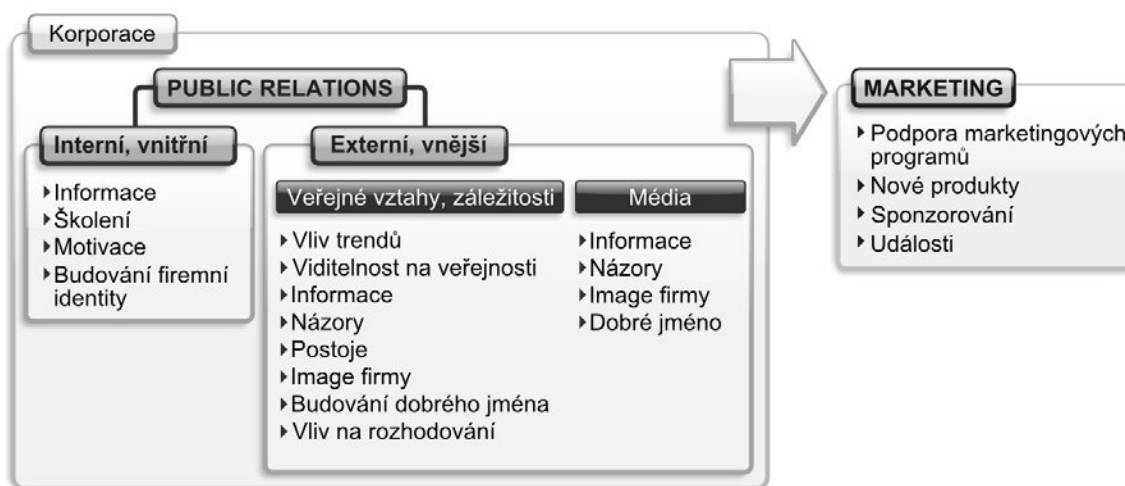 Korporace
PUBLIC RELATIONS
Interní, vnitřní
Informace
Školení
Motivace
Budování firemní
identity
Externí, vnější
Veřejné vztahy, záležitosti
Vliv trendů
Viditelnost na veřejnosti
Informace
Názory
Postoje
Image firmy
Budování dobrého jména
Vliv na rozhodování
Média
Informace
Názory
Image firmy
Dobré jméno
MARKETING
Podpora marketingových
programů
Nové produkty
Sponzorování
Události